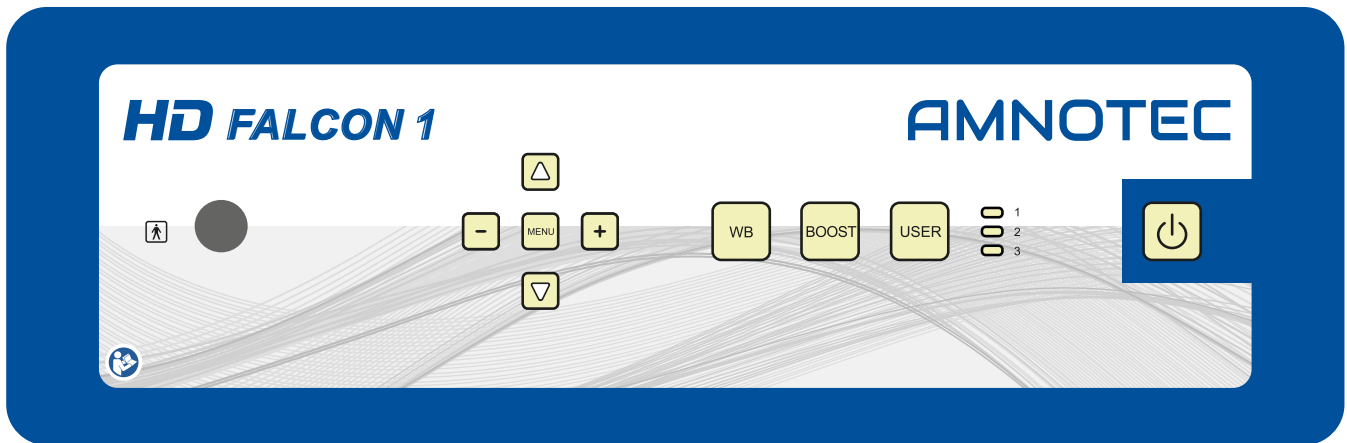 HD FALCON 1
AMNOTEC
- MENU +
WB BOOST USER
1
2
3